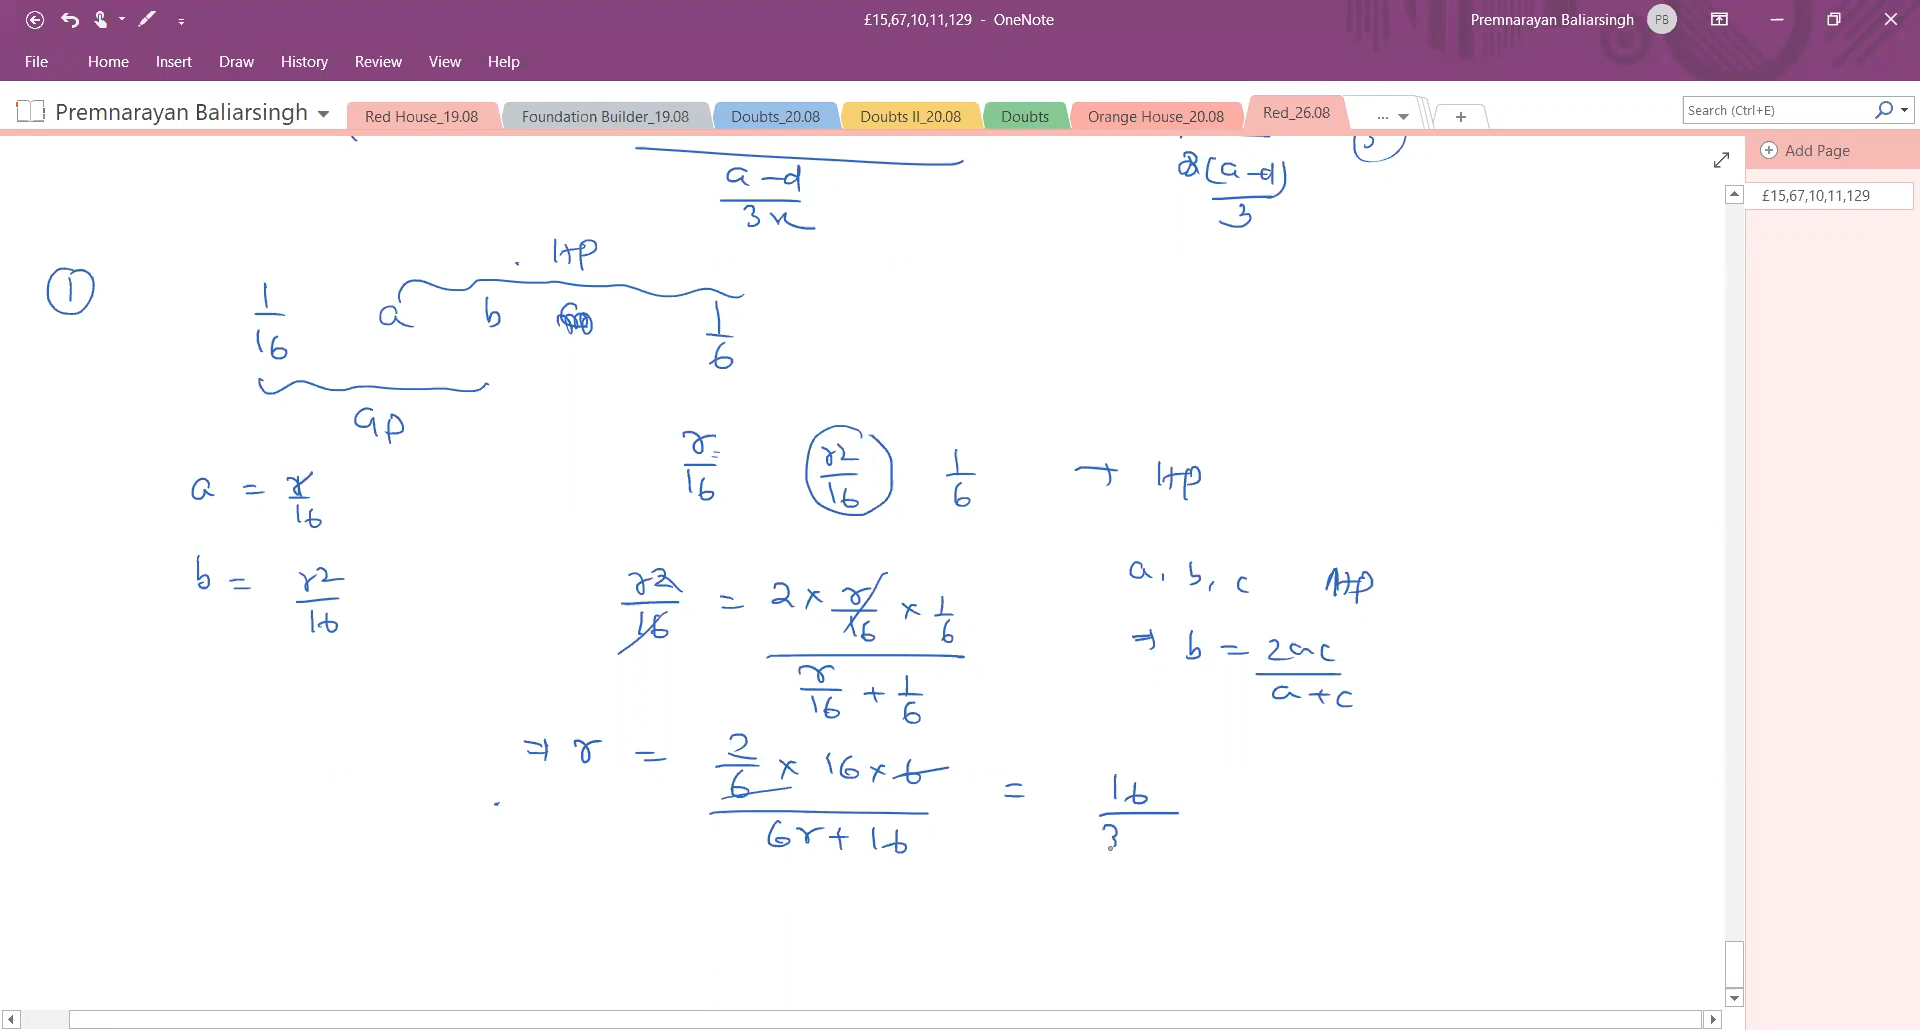 £15,67,10,11,129 - OneNote
Premnarayan Baliarsingh PB
File Home Insert Draw History Review View Help
Premnarayan Baliarsingh
Red House_19.08 Foundation Builder_19.08 Doubts_20.08 Doubts II_20.08 Doubts Orange House_20.08 Red_26.08 ... +
Search (Ctrl+E)
Add Page
£15,67,10,11,129
a-d
3x
2(a-d)
3
HP
1
1/16 a b 1/6
GP
r/16 r2/16 1/6 → HP
a = r/16
b = r2/16
r2/16 = (2 × r/16 × 1/6) / (r/16 + 1/6)
a, b, c HP
⇒ b = 2ac / a+c
⇒ r = (2/6 × 16 × 6) / (6r + 16) = 16/3